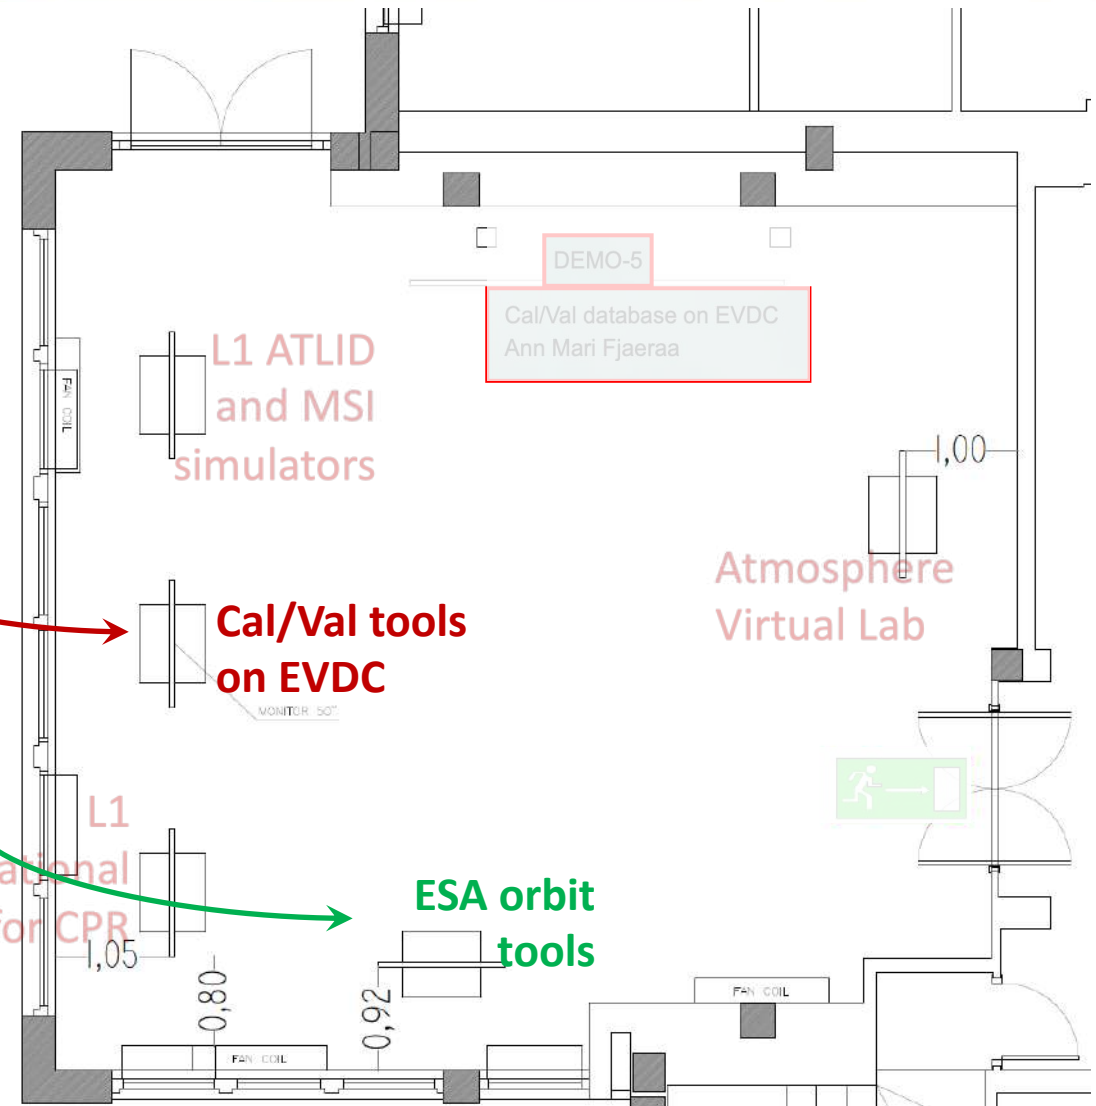 DEMO-5
Cal/Val database on EVDC
Ann Mari Fjaeraa
L1 ATLID
and MSI
simulators
FAN COIL
1,00
Atmosphere
Virtual Lab
Cal/Val tools
on EVDC
MONITOR 50"
L1
ational
for CPR
1,05
ESA orbit
tools
0,80
0,92
FAN COIL
FAN COIL